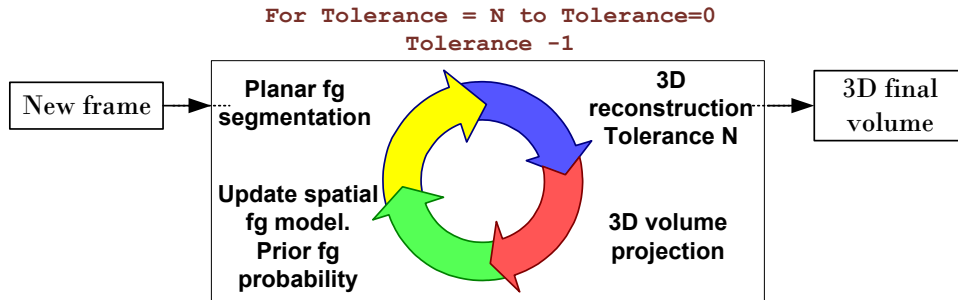 For Tolerance = N to Tolerance=0
Tolerance -1
New frame
Planar fg
segmentation
3D
reconstruction
Tolerance N
3D final
volume
Update spatial
fg model.
Prior fg
probability
3D volume
projection